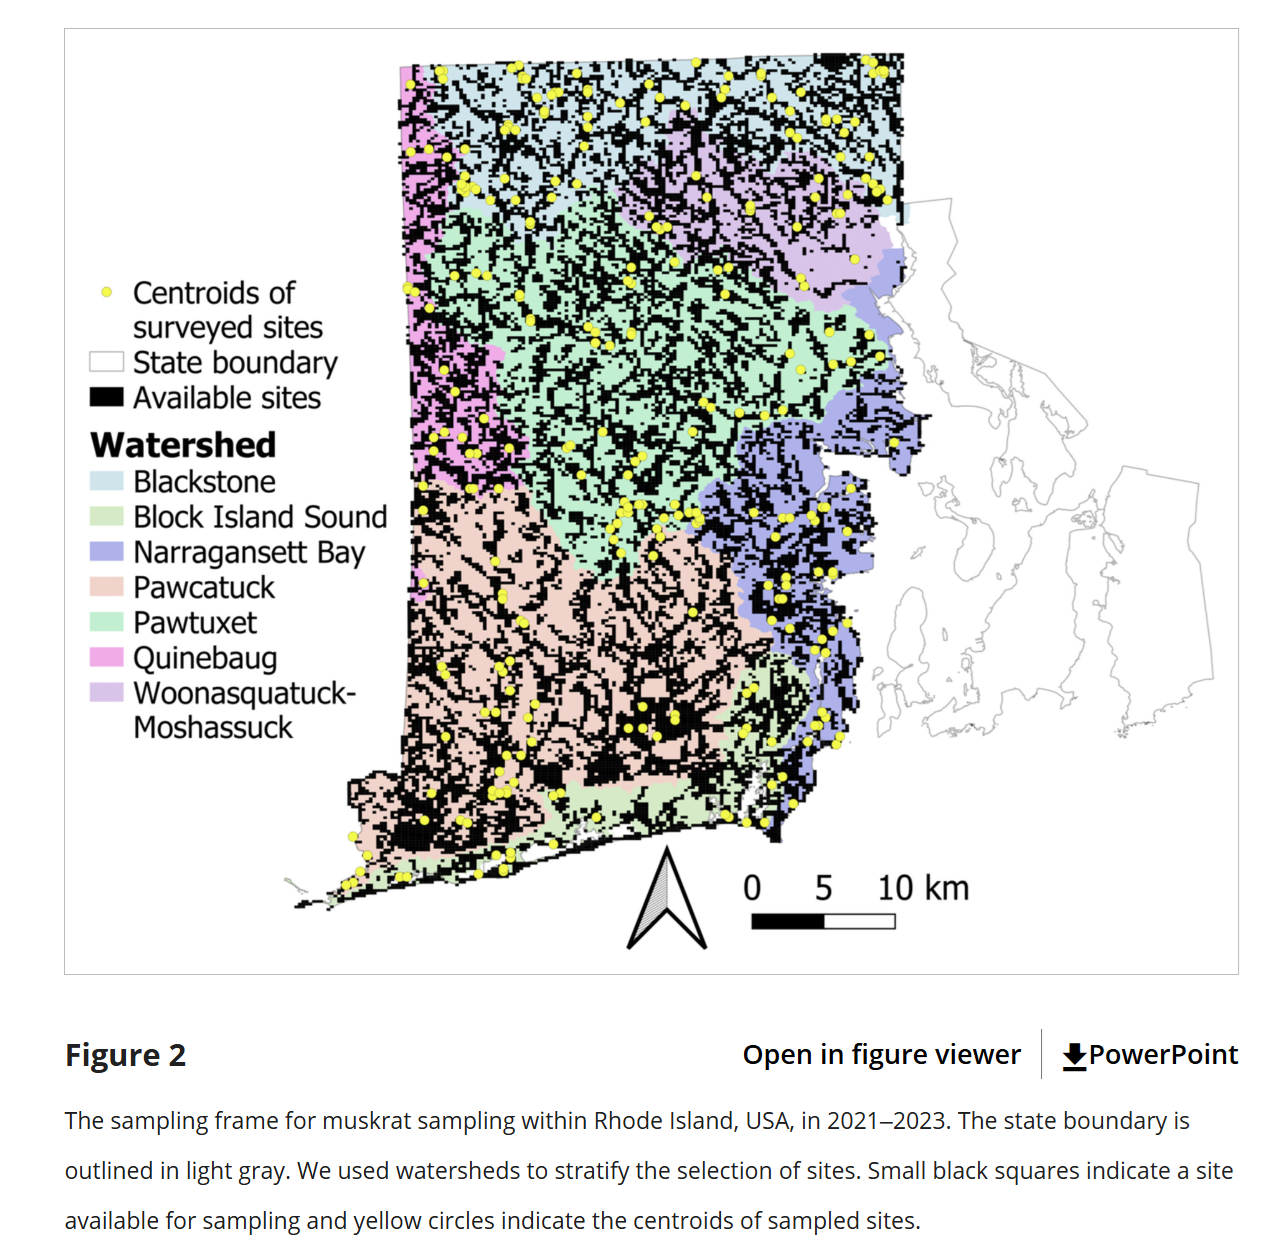 Centroids of
surveyed sites
State boundary
Available sites
Watershed
Blackstone
Block Island Sound
Narragansett Bay
Pawcatuck
Pawtuxet
Quinebaug
Woonasquatuck-
Moshassuck
0 5 10 km
Figure 2
Open in figure viewer
PowerPoint
The sampling frame for muskrat sampling within Rhode Island, USA, in 2021–2023. The state boundary is
outlined in light gray. We used watersheds to stratify the selection of sites. Small black squares indicate a site
available for sampling and yellow circles indicate the centroids of sampled sites.